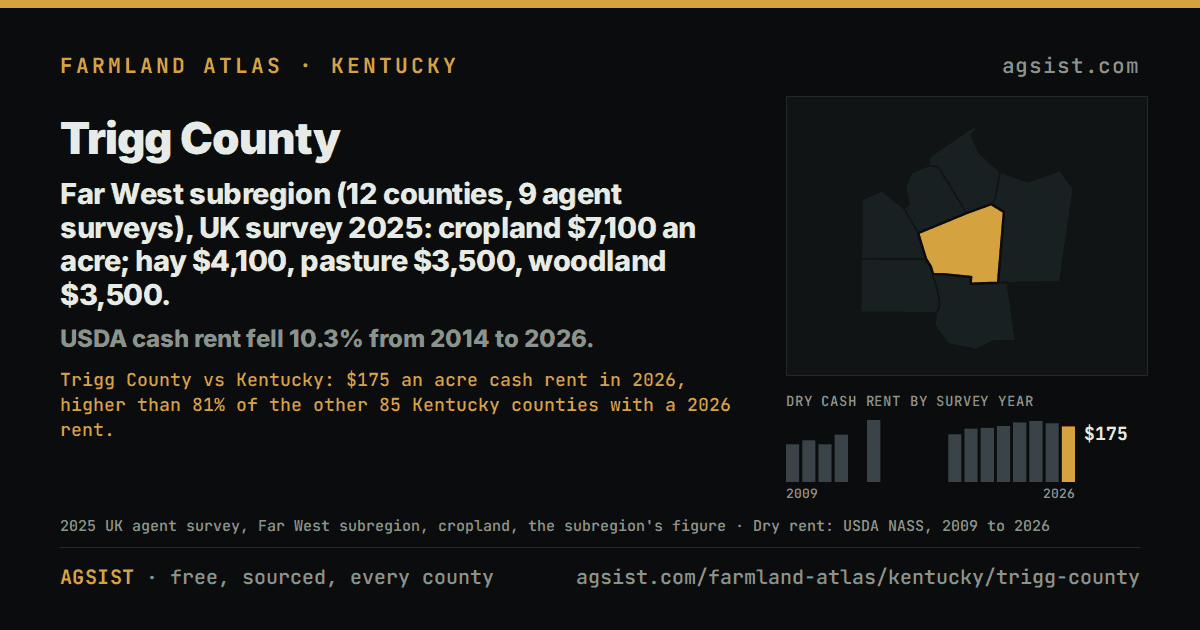 FARMLAND ATLAS · KENTUCKY
agsist.com
Trigg County
Far West subregion (12 counties, 9 agent
surveys), UK survey 2025: cropland $7,100 an
acre; hay $4,100, pasture $3,500, woodland
$3,500.
USDA cash rent fell 10.3% from 2014 to 2026.
Trigg County vs Kentucky: $175 an acre cash rent in 2026,
higher than 81% of the other 85 Kentucky counties with a 2026
rent.
DRY CASH RENT BY SURVEY YEAR
$175
2009
2026
2025 UK agent survey, Far West subregion, cropland, the subregion's figure · Dry rent: USDA NASS, 2009 to 2026
AGSIST · free, sourced, every county
agsist.com/farmland-atlas/kentucky/trigg-county